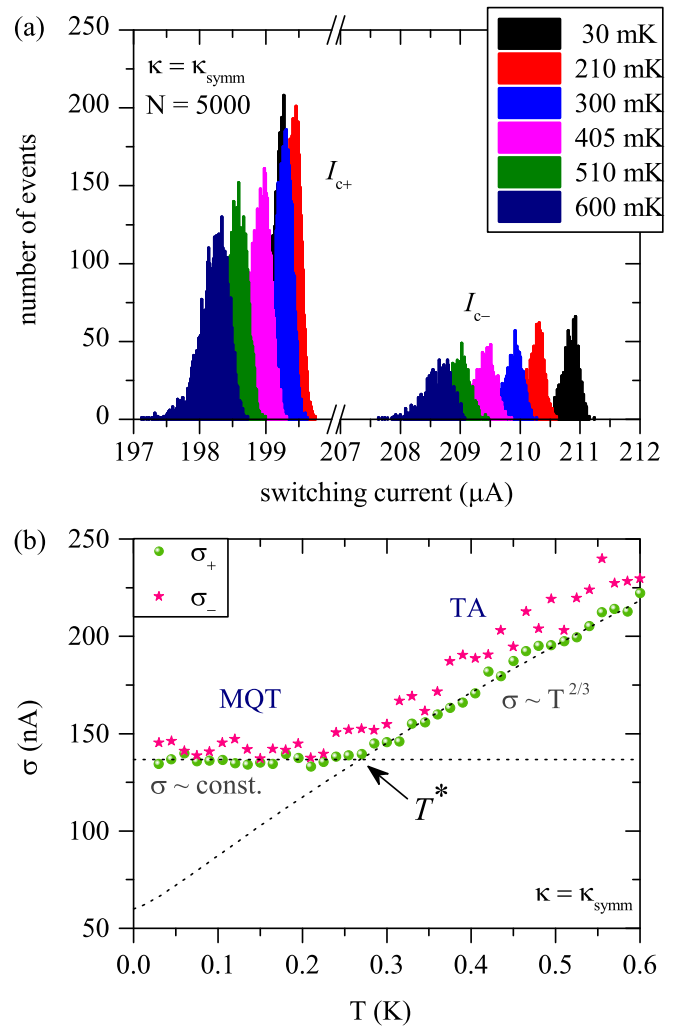 (a)
κ = κsymm
N = 5000
30 mK
210 mK
300 mK
405 mK
510 mK
600 mK
Ic+
Ic−
number of events
250
200
150
100
50
0
197 198 199 207 208 209 210 211 212
switching current (μA)
(b)
σ+
σ−
TA
MQT
σ ~ T2/3
σ ~ const.
T*
κ = κsymm
σ (nA)
250
200
150
100
50
0.0 0.1 0.2 0.3 0.4 0.5 0.6
T (K)